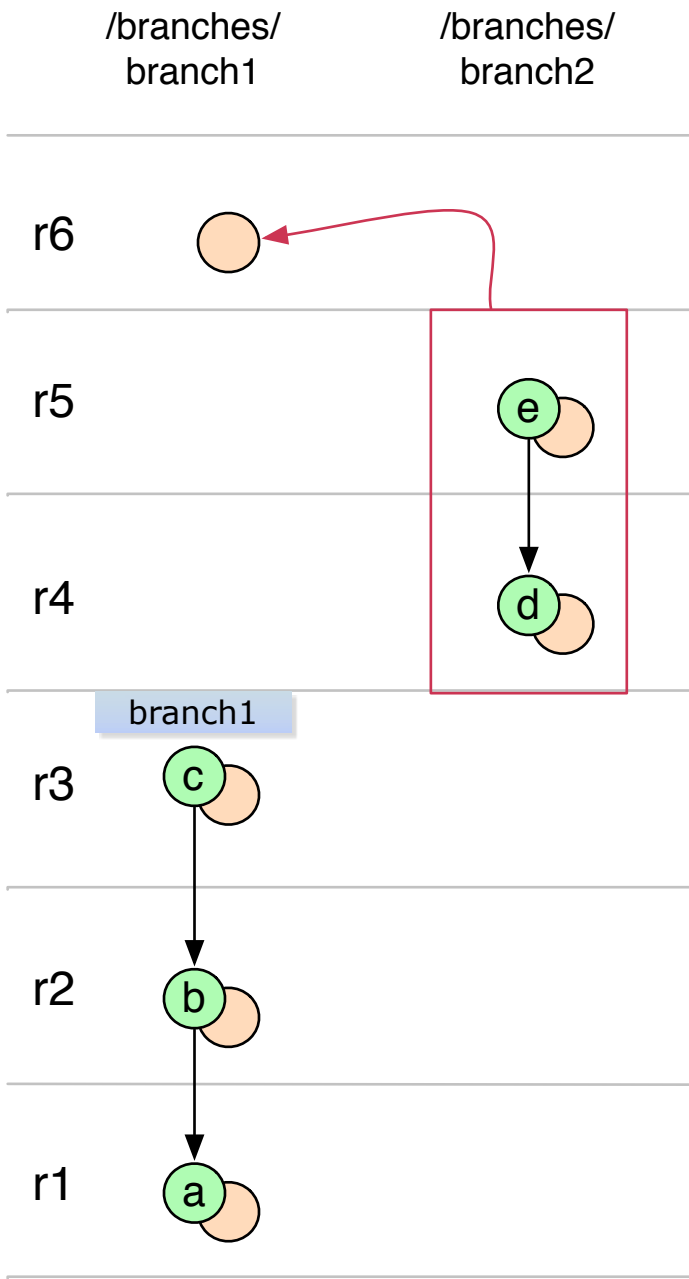 /branches/ /branches/
branch1 branch2
r6
r5 e
r4 d
branch1
r3 c
r2 b
r1 a